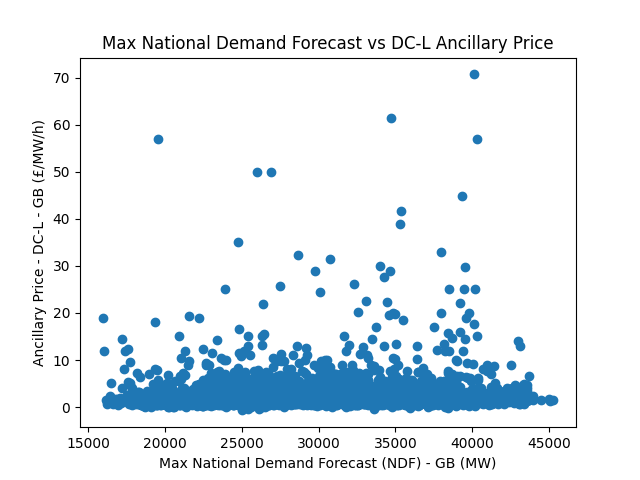 Max National Demand Forecast vs DC-L Ancillary Price
Ancillary Price - DC-L - GB (£/MW/h)
70
60
50
40
30
20
10
0
15000 20000 25000 30000 35000 40000 45000
Max National Demand Forecast (NDF) - GB (MW)